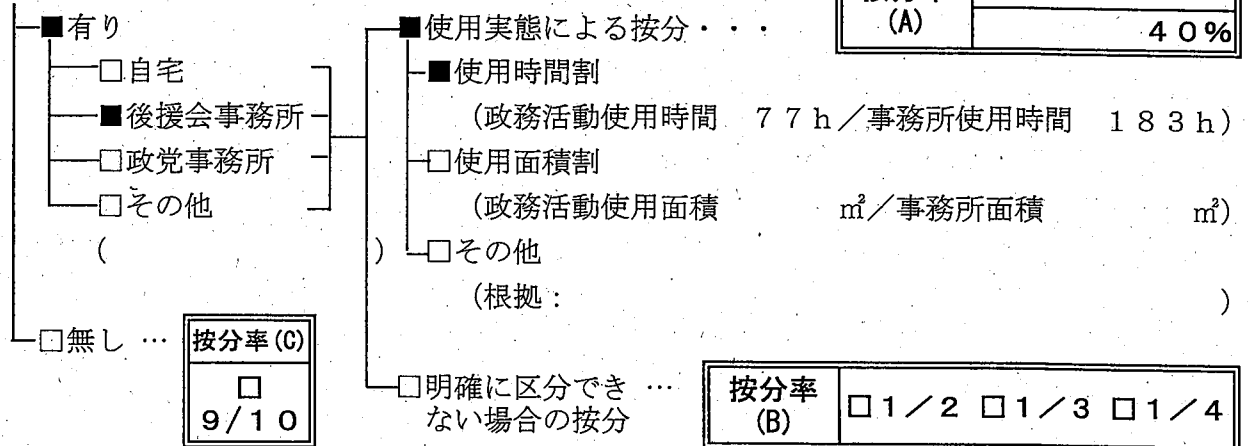 ■有り
■使用実態による按分・・・
(A)
40%
□自宅
■使用時間割
■後援会事務所
(政務活動使用時間 77h/事務所使用時間 183h)
□政党事務所
□使用面積割
□その他
(政務活動使用面積 ㎡/事務所面積 ㎡)
( )
□その他
(根拠: )
□無し …
按分率(C)
□
9/10
□明確に区分でき …
ない場合の按分
按分率
(B)
□1/2 □1/3 □1/4